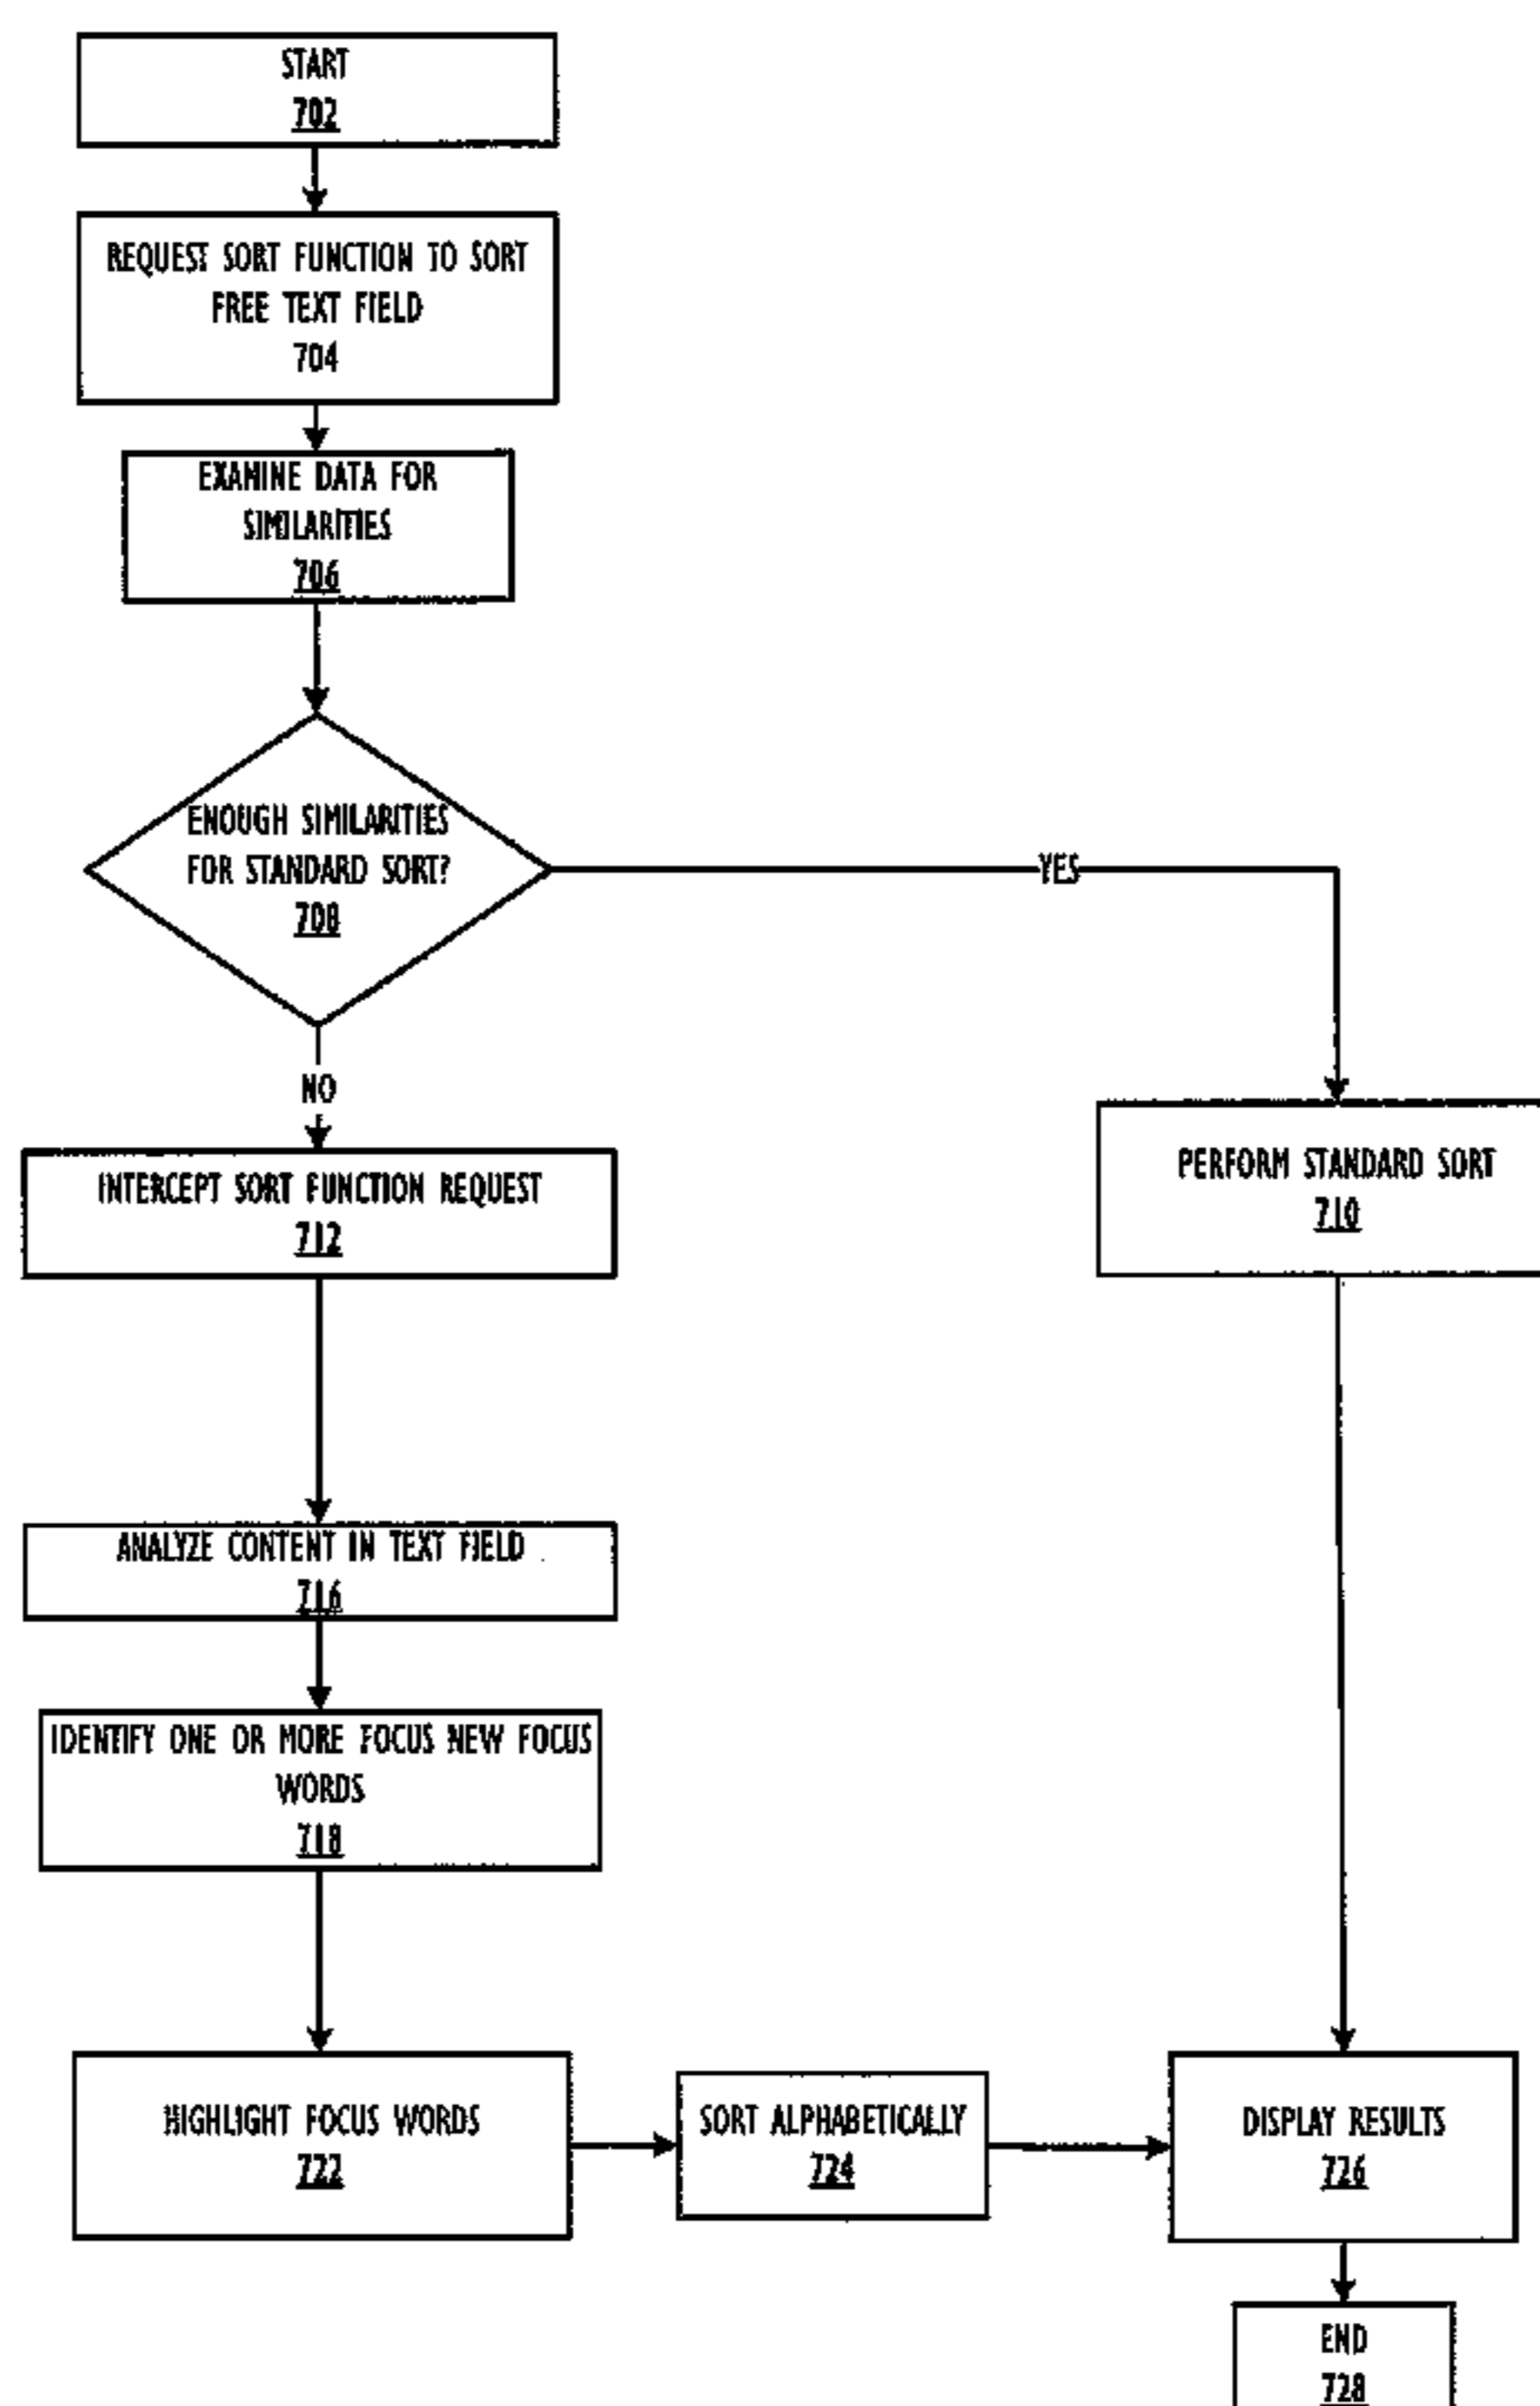 START
702
REQUEST SORT FUNCTION TO SORT
FREE TEXT FIELD
704
EXAMINE DATA FOR
SIMILARITIES
706
ENOUGH SIMILARITIES
FOR STANDARD SORT?
708
YES
NO
INTERCEPT SORT FUNCTION REQUEST
712
PERFORM STANDARD SORT
710
ANALYZE CONTENT IN TEXT FIELD
716
IDENTIFY ONE OR MORE FOCUS NEW FOCUS
WORDS
718
HIGHLIGHT FOCUS WORDS
722
SORT ALPHABETICALLY
724
DISPLAY RESULTS
726
END
728